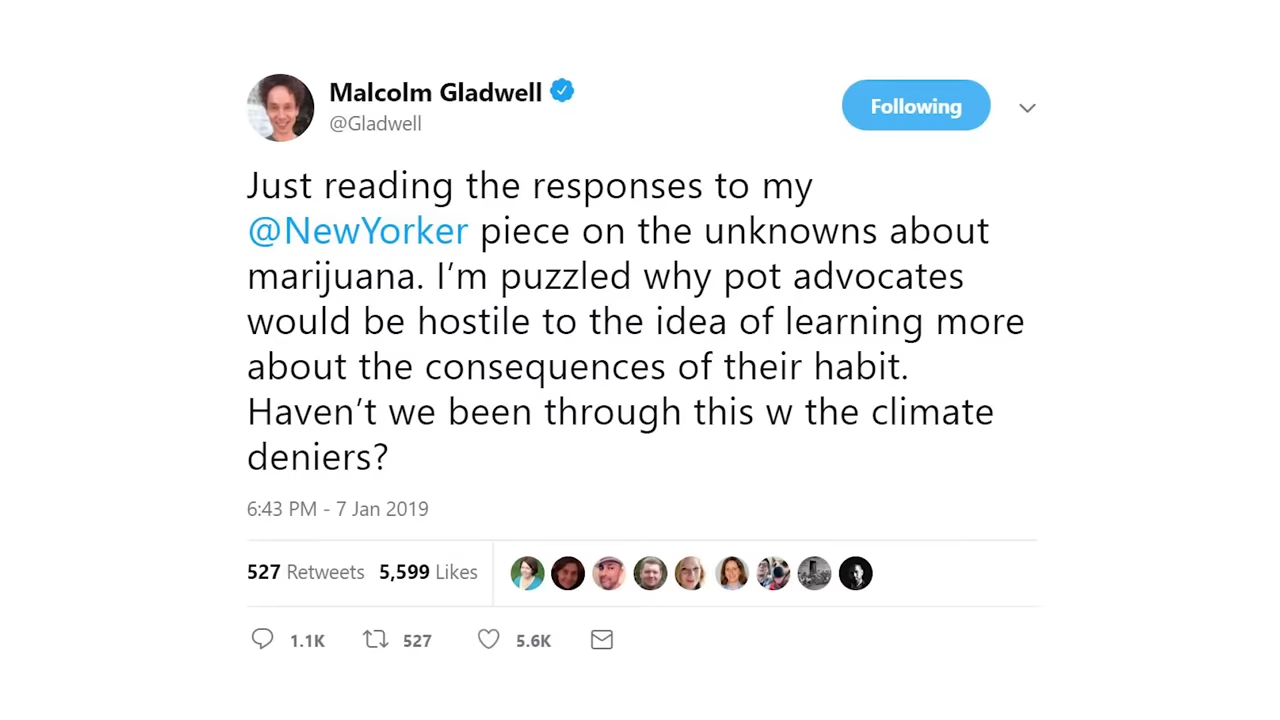 Malcolm Gladwell
@Gladwell
Following
Just reading the responses to my
@NewYorker piece on the unknowns about
marijuana. I’m puzzled why pot advocates
would be hostile to the idea of learning more
about the consequences of their habit.
Haven’t we been through this w the climate
deniers?
6:43 PM - 7 Jan 2019
527 Retweets 5,599 Likes
1.1K 527 5.6K